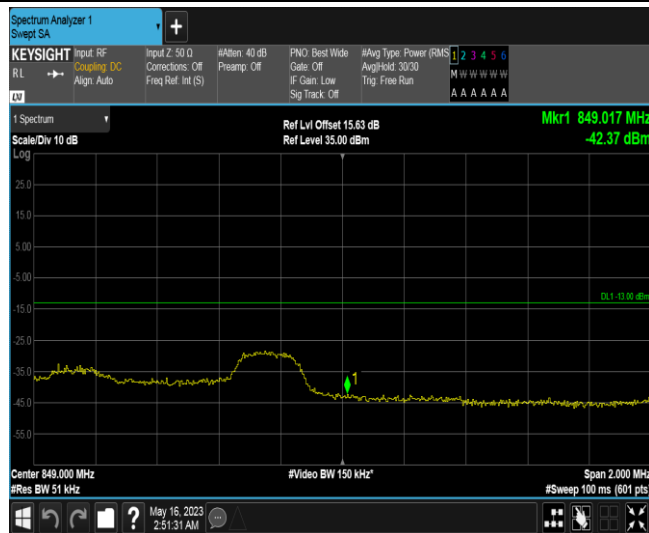 Spectrum Analyzer 1
Swept SA
+
KEYSIGHT
RL
Input: RF
Coupling: DC
Align: Auto
Input Z: 50 Ω
Corrections: Off
Freq Ref: Int (S)
#Atten: 40 dB
Preamp: Off
PNO: Best Wide
Gate: Off
IF Gain: Low
Sig Track: Off
#Avg Type: Power (RMS
Avg|Hold: 30/30
Trig: Free Run
1 2 3 4 5 6
M W W W W W
A A A A A A
1 Spectrum
Scale/Div 10 dB
Ref Lvl Offset 15.63 dB
Ref Level 35.00 dBm
Mkr1 849.017 MHz
-42.37 dBm
Log
25.0
15.0
5.00
-5.00
DL1 -13.00 dBm
-15.0
-25.0
-35.0
1
-45.0
-55.0
Center 849.000 MHz
#Video BW 150 kHz*
Span 2.000 MHz
#Res BW 51 kHz
#Sweep 100 ms (601 pts)
?
May 16, 2023
2:51:31 AM